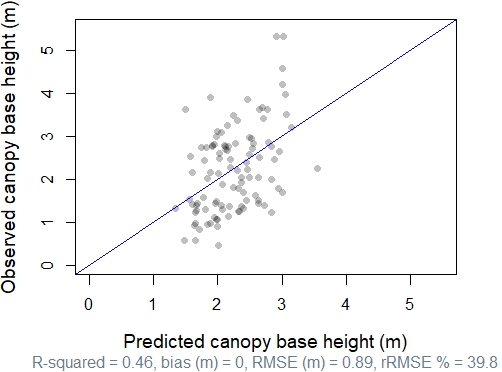 Observed canopy base height (m)
5
4
3
2
1
0
0 1 2 3 4 5
Predicted canopy base height (m)
R-squared = 0.46, bias (m) = 0, RMSE (m) = 0.89, rRMSE % = 39.8